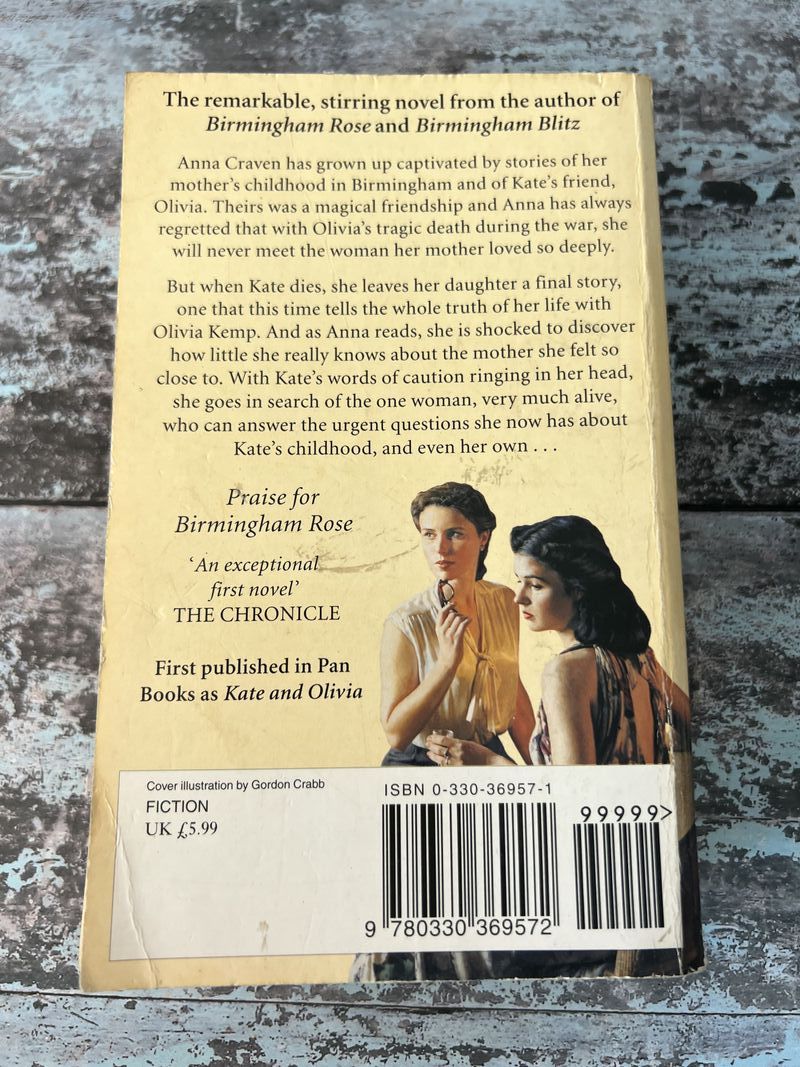 The remarkable, stirring novel from the author of
Birmingham Rose and Birmingham Blitz
Anna Craven has grown up captivated by stories of her
mother's childhood in Birmingham and of Kate's friend,
Olivia. Theirs was a magical friendship and Anna has always
regretted that with Olivia's tragic death during the war, she
will never meet the woman her mother loved so deeply.
But when Kate dies, she leaves her daughter a final story,
one that this time tells the whole truth of her life with
Olivia Kemp. And as Anna reads, she is shocked to discover
how little she really knows about the mother she felt so
close to. With Kate's words of caution ringing in her head,
she goes in search of the one woman, very much alive,
who can answer the urgent questions she now has about
Kate's childhood, and even her own . . .
Praise for
Birmingham Rose
'An exceptional
first novel'
THE CHRONICLE
First published in Pan
Books as Kate and Olivia
Cover illustration by Gordon Crabb
FICTION
UK £5.99
ISBN 0-330-36957-1
99999>
9 780330 369572